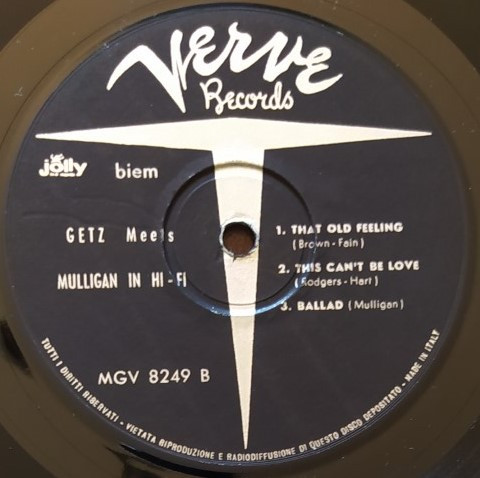 Verve
Records
jolly
biem
GETZ Meets
MULLIGAN IN HI-FI
1. THAT OLD FEELING
(Brown-Fain)
2. THIS CAN'T BE LOVE
(Rodgers-Hart)
3. BALLAD (Mulligan)
MGV 8249 B
TUTTI I DIRITTI RISERVATI - VIETATA RIPRODUZIONE E RADIODIFFUSIONE DI QUESTO DISCO DEPOSITATO - MADE IN ITALY